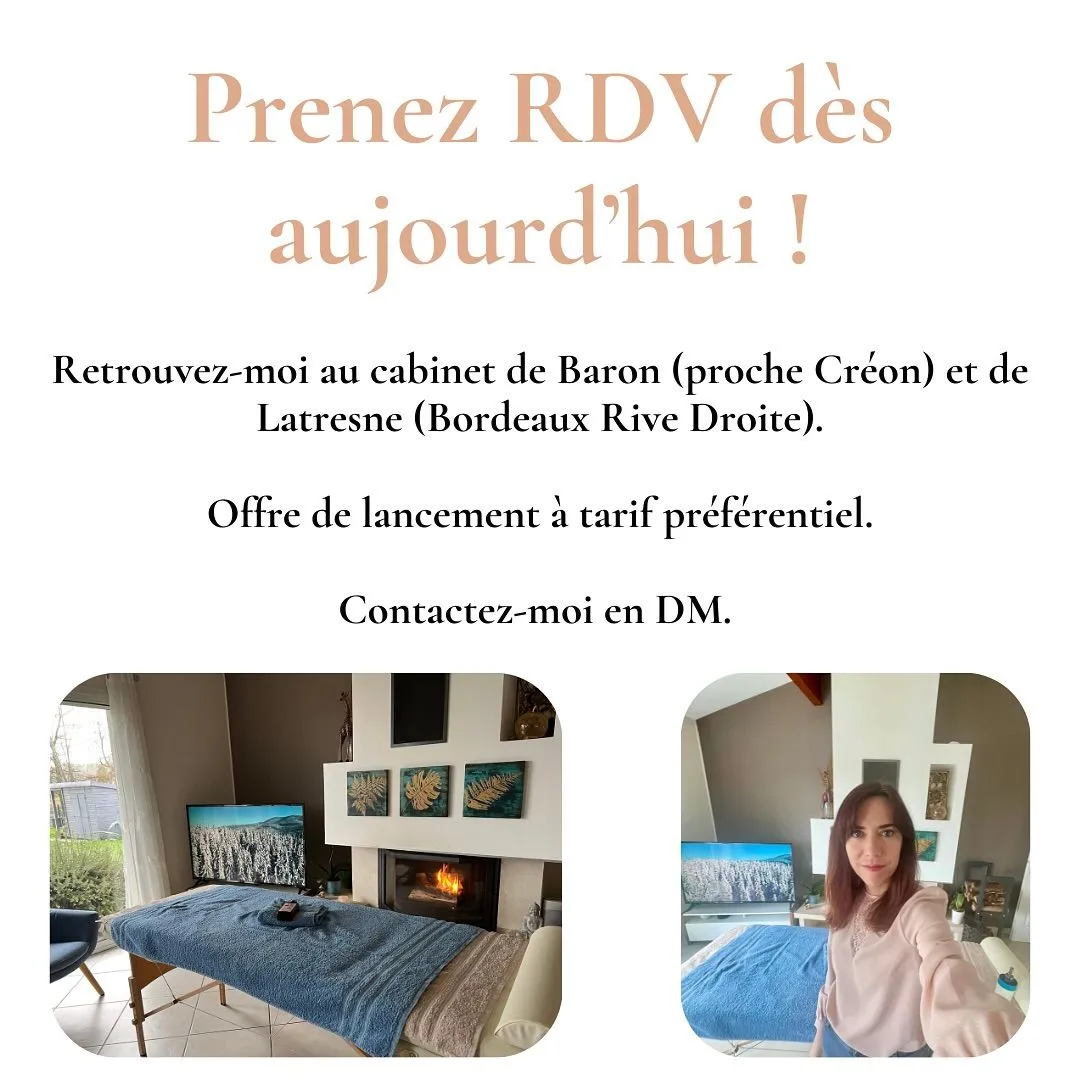 Prenez RDV dès
aujourd’hui !
Retrouvez-moi au cabinet de Baron (proche Créon) et de
Latresne (Bordeaux Rive Droite).
Offre de lancement à tarif préférentiel.
Contactez-moi en DM.